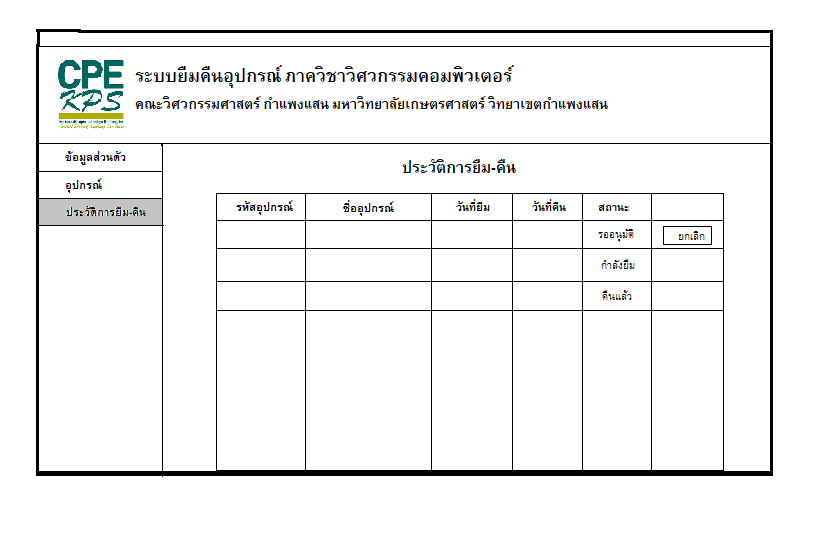 CPE
KPS
ระบบยืมคืนอุปกรณ์ ภาควิชาวิศวกรรมคอมพิวเตอร์
คณะวิศวกรรมศาสตร์ กำแพงแสน มหาวิทยาลัยเกษตรศาสตร์ วิทยาเขตกำแพงแสน
ข้อมูลส่วนตัว
อุปกรณ์
ประวัติการยืม-คืน
ประวัติการยืม-คืน
รหัสอุปกรณ์ ชื่ออุปกรณ์ วันที่ยืม วันที่คืน สถานะ
รออนุมัติ ยกเลิก
กำลังยืม
คืนแล้ว